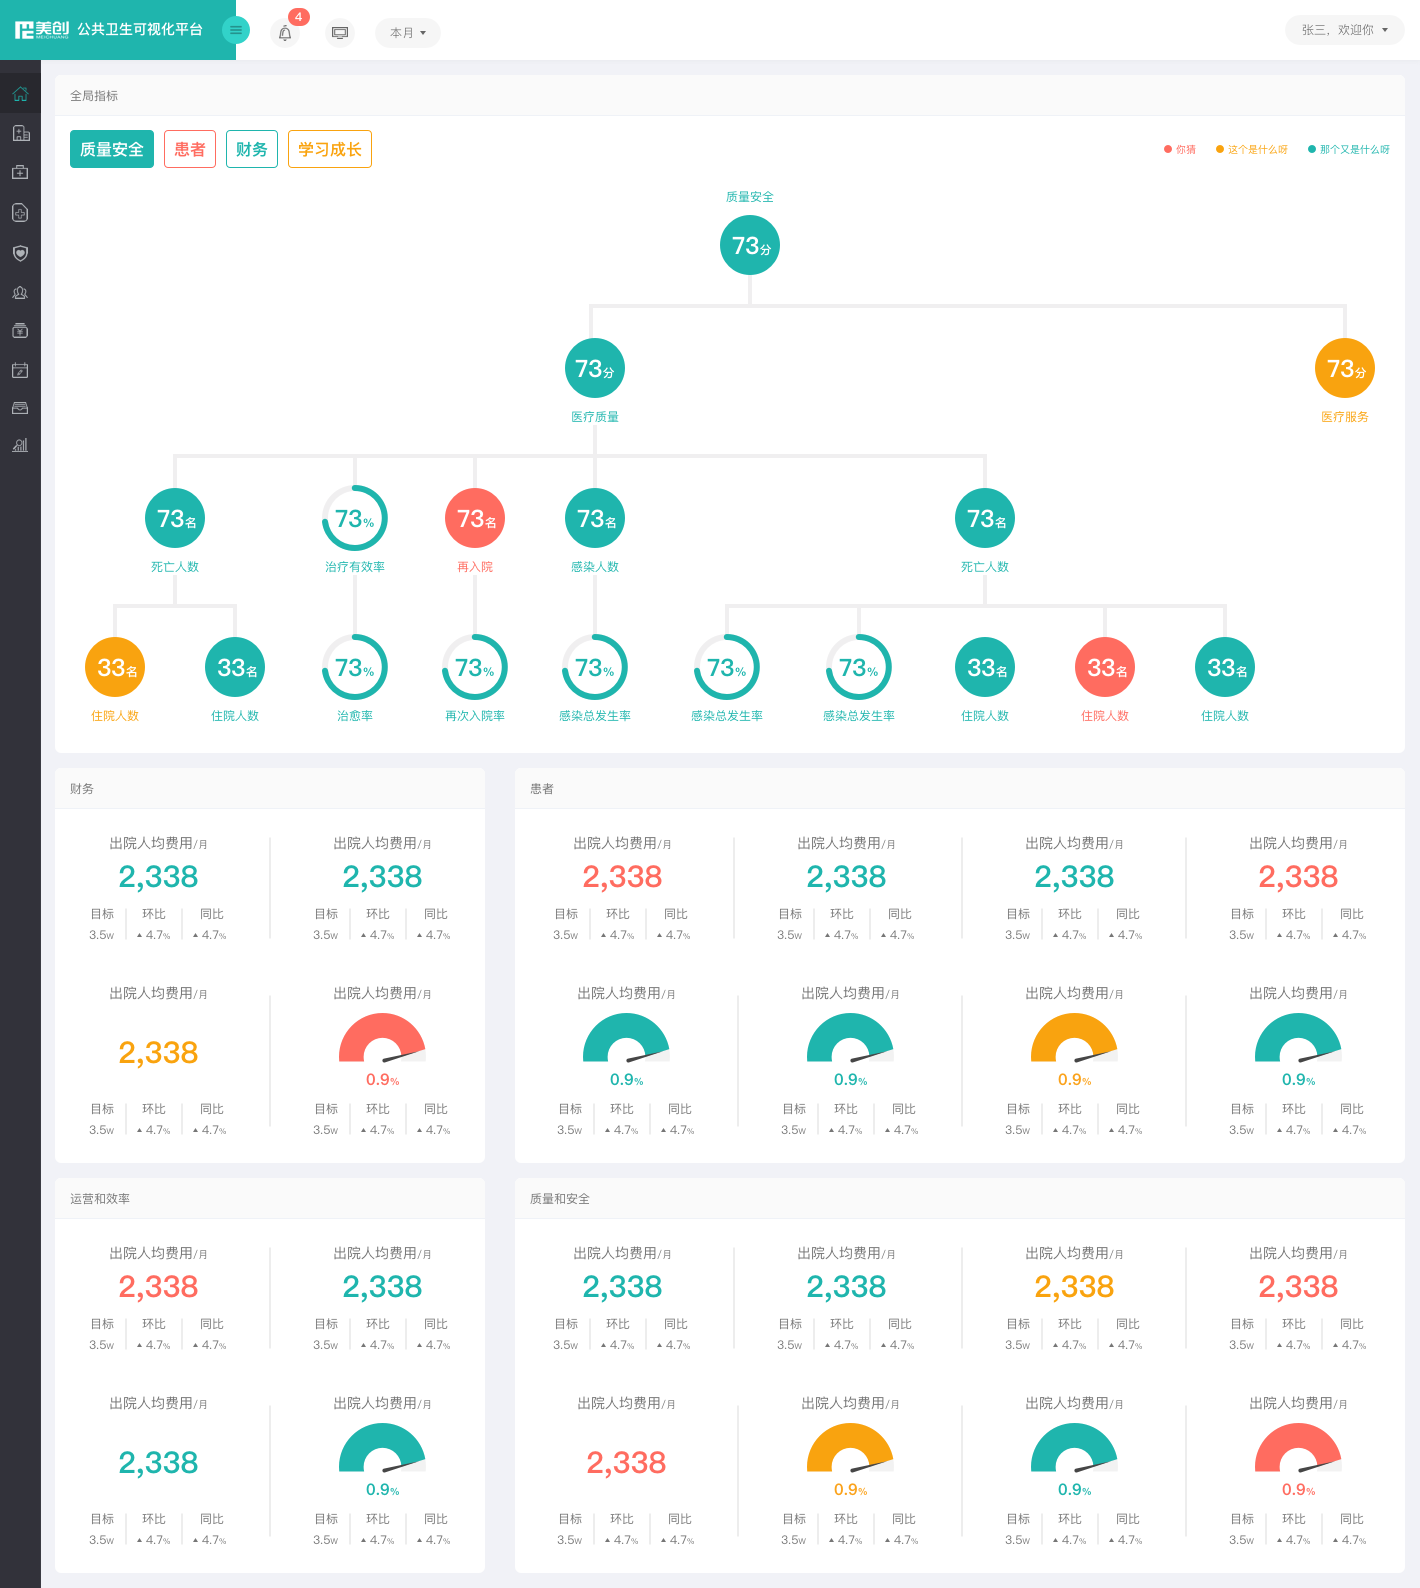 美创 MEICHUANG 公共卫生可视化平台
4
本月
张三，欢迎你
全局指标
质量安全 患者 财务 学习成长
你猜 这个是什么呀 那个又是什么呀
质量安全
73分
73分 73分
医疗质量 医疗服务
73名 73% 73名 73名 73名
死亡人数 治疗有效率 再入院 感染人数 死亡人数
33名 33名 73% 73% 73% 73% 73% 33名 33名 33名
住院人数 住院人数 治愈率 再次入院率 感染总发生率 感染总发生率 感染总发生率 住院人数 住院人数 住院人数
财务 患者
出院人均费用/月 出院人均费用/月 出院人均费用/月 出院人均费用/月 出院人均费用/月 出院人均费用/月
2,338 2,338 2,338 2,338 2,338 2,338
目标 环比 同比 目标 环比 同比 目标 环比 同比 目标 环比 同比 目标 环比 同比 目标 环比 同比
3.5W 4.7% 4.7% 3.5W 4.7% 4.7% 3.5W 4.7% 4.7% 3.5W 4.7% 4.7% 3.5W 4.7% 4.7% 3.5W 4.7% 4.7%
出院人均费用/月 出院人均费用/月 出院人均费用/月 出院人均费用/月 出院人均费用/月 出院人均费用/月
2,338
0.9% 0.9% 0.9% 0.9% 0.9%
目标 环比 同比 目标 环比 同比 目标 环比 同比 目标 环比 同比 目标 环比 同比 目标 环比 同比
3.5W 4.7% 4.7% 3.5W 4.7% 4.7% 3.5W 4.7% 4.7% 3.5W 4.7% 4.7% 3.5W 4.7% 4.7% 3.5W 4.7% 4.7%
运营和效率 质量和安全
出院人均费用/月 出院人均费用/月 出院人均费用/月 出院人均费用/月 出院人均费用/月 出院人均费用/月
2,338 2,338 2,338 2,338 2,338 2,338
目标 环比 同比 目标 环比 同比 目标 环比 同比 目标 环比 同比 目标 环比 同比 目标 环比 同比
3.5W 4.7% 4.7% 3.5W 4.7% 4.7% 3.5W 4.7% 4.7% 3.5W 4.7% 4.7% 3.5W 4.7% 4.7% 3.5W 4.7% 4.7%
出院人均费用/月 出院人均费用/月 出院人均费用/月 出院人均费用/月 出院人均费用/月 出院人均费用/月
2,338 2,338
0.9% 0.9% 0.9% 0.9%
目标 环比 同比 目标 环比 同比 目标 环比 同比 目标 环比 同比 目标 环比 同比 目标 环比 同比
3.5W 4.7% 4.7% 3.5W 4.7% 4.7% 3.5W 4.7% 4.7% 3.5W 4.7% 4.7% 3.5W 4.7% 4.7% 3.5W 4.7% 4.7%